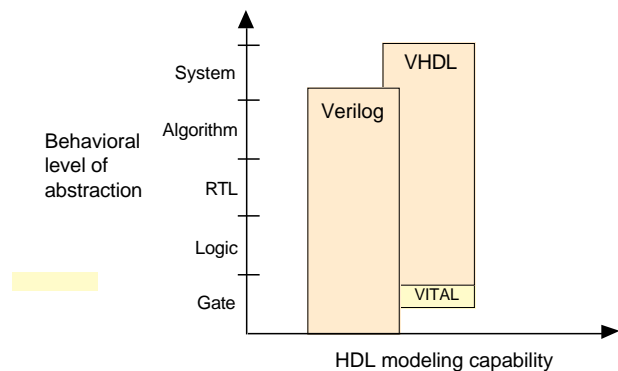 System
VHDL
Verilog
Algorithm
Behavioral
level of
abstraction
RTL
Logic
Gate
VITAL
HDL modeling capability